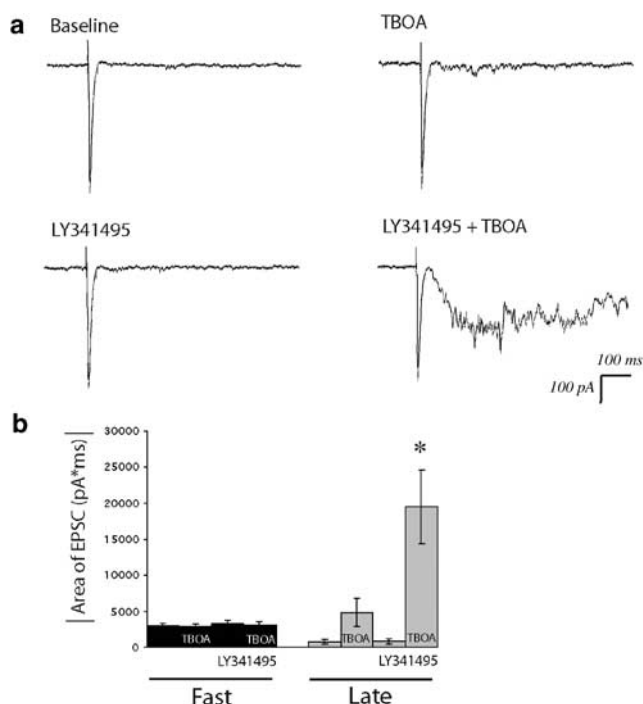 a
Baseline
TBOA
LY341495
LY341495 + TBOA
100 ms
100 pA
b
| Area of EPSC (pA*ms) |
30000
25000
20000
15000
10000
5000
0
*
TBOA
TBOA
TBOA
TBOA
LY341495
LY341495
Fast
Late